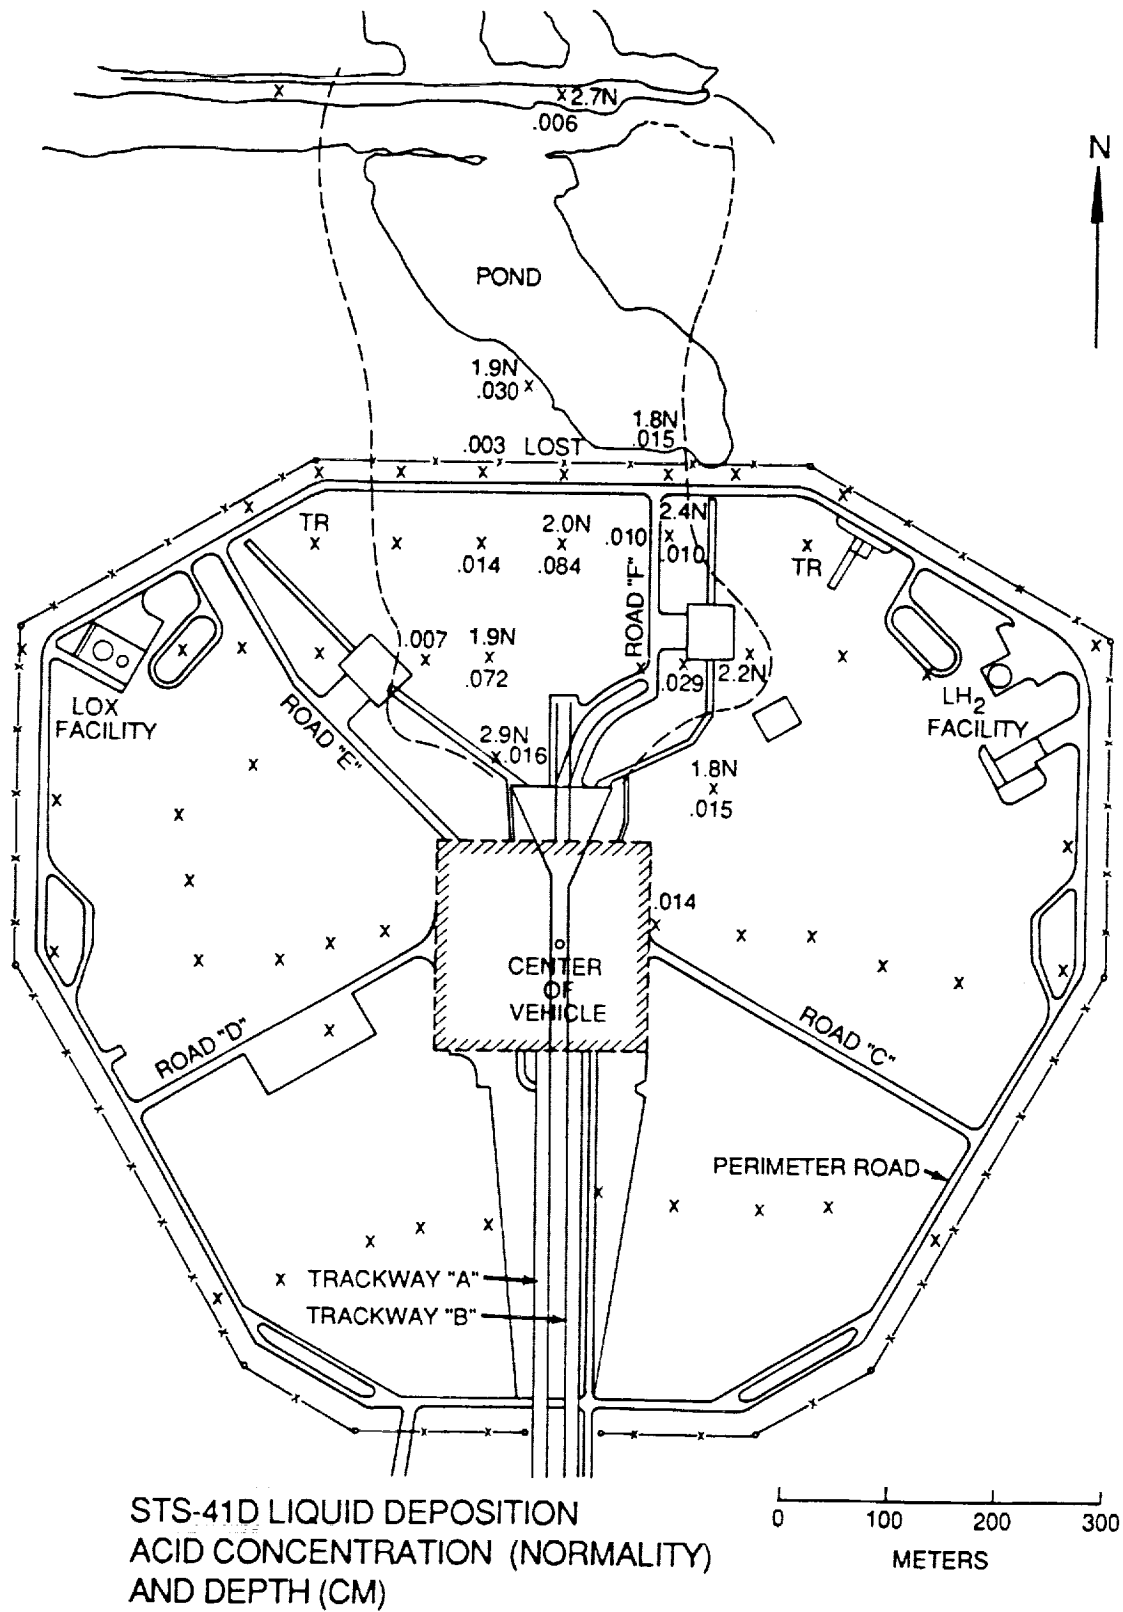 2.7N
.006
N
POND
1.9N
.030
1.8N
.015
.003 LOST
TR
2.0N
.014
.084
.010
2.4N
.010
TR
ROAD "F"
.007
1.9N
.072
.029
2.2N
LOX
FACILITY
LH2
FACILITY
ROAD "E"
2.9N
.016
1.8N
.015
.014
CENTER
OF
VEHICLE
ROAD "D"
ROAD "C"
PERIMETER ROAD
TRACKWAY "A"
TRACKWAY "B"
STS-41D LIQUID DEPOSITION
ACID CONCENTRATION (NORMALITY)
AND DEPTH (CM)
0 100 200 300
METERS